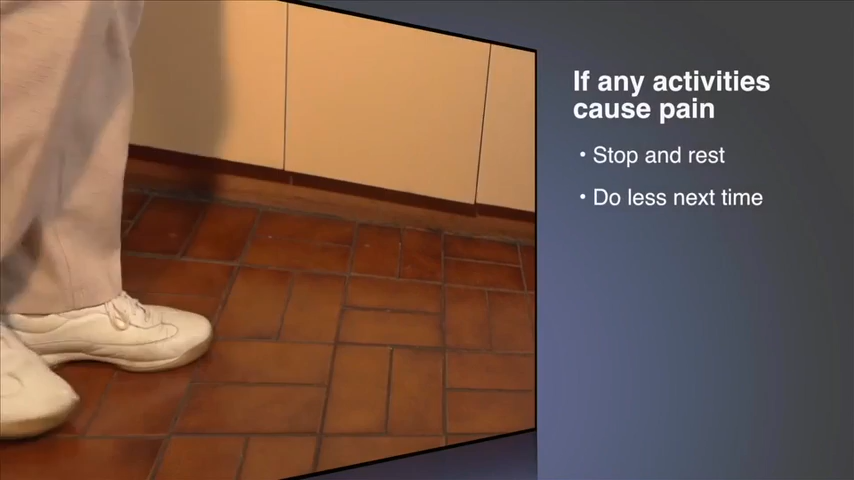 If any activities
cause pain
• Stop and rest
• Do less next time